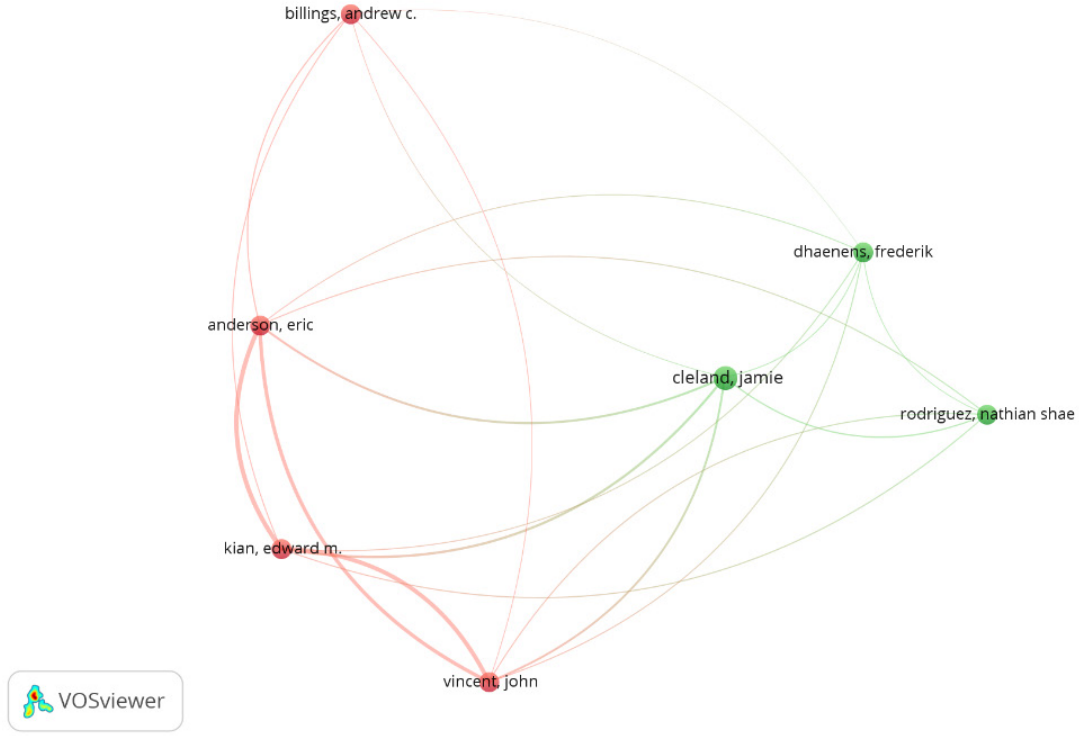 billings, andrew c.
dhaenens, frederik
anderson, eric
cleland, jamie
rodriguez, nathian shae
kian, edward m.
vincent, john
VOSviewer